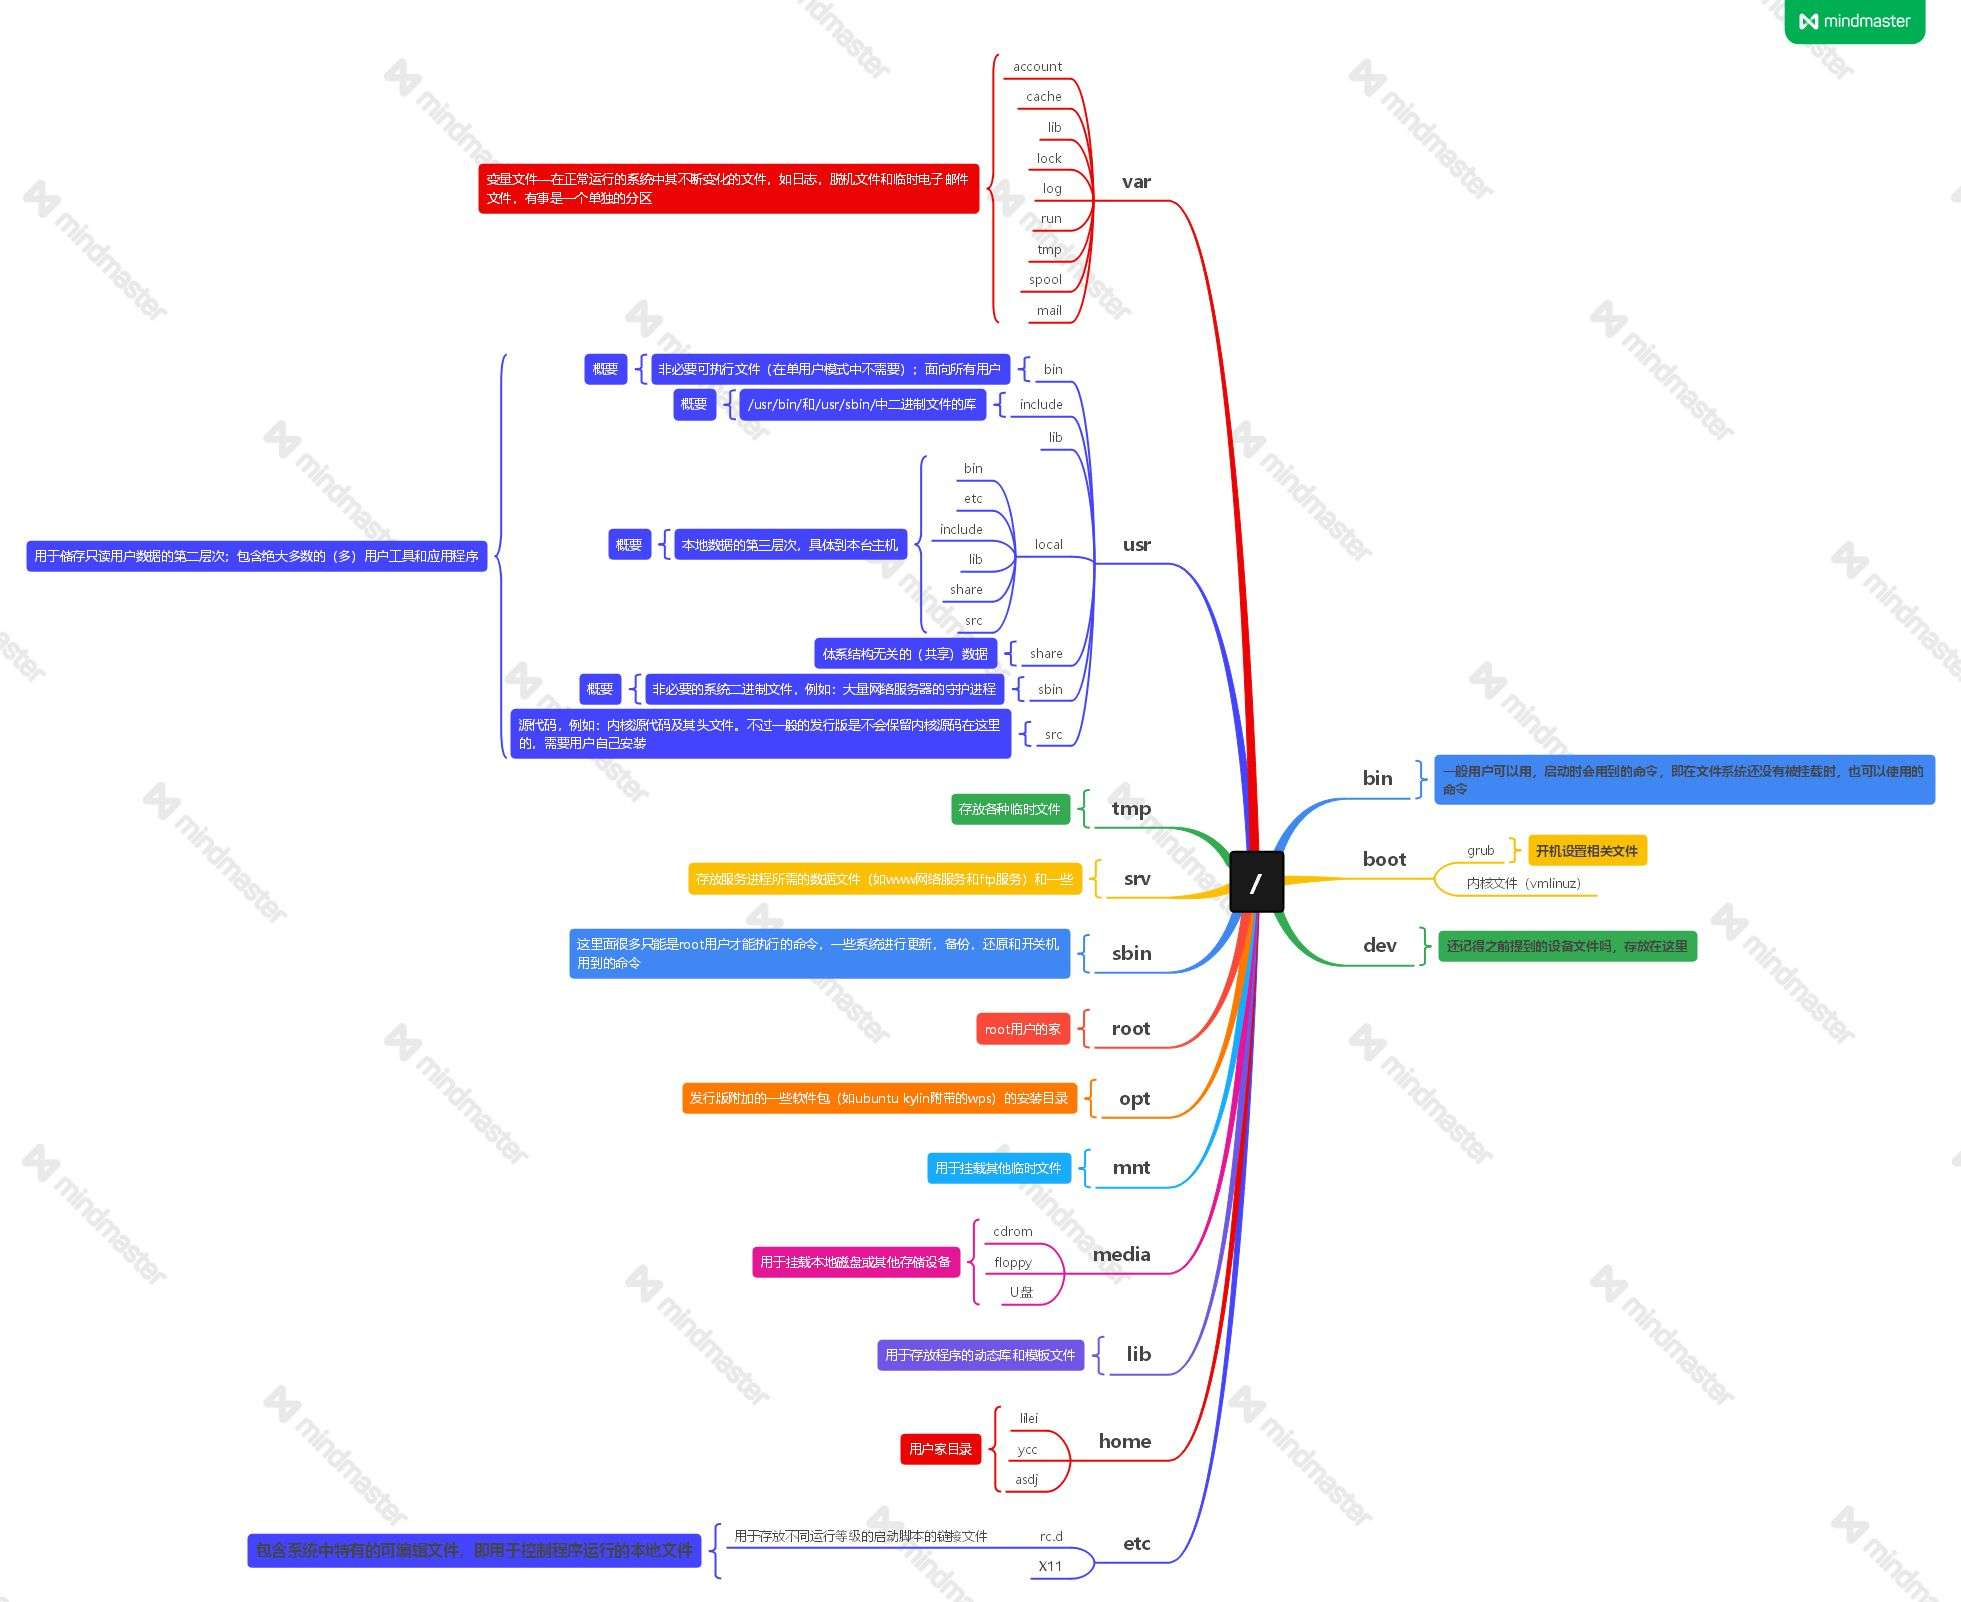 mindmaster
account
cache
lib
lock
log
run
tmp
spool
mail
var
变量文件—在正常运行的系统中其不断变化的文件，如日志，脱机文件和临时电子邮件
文件，有事是一个单独的分区
概要
非必要可执行文件（在单用户模式中不需要）；面向所有用户
bin
概要
/usr/bin/和/usr/sbin/中二进制文件的库
include
lib
bin
etc
include
lib
share
src
概要
本地数据的第三层次，具体到本台主机
local
usr
用于储存只读用户数据的第二层次；包含绝大多数的（多）用户工具和应用程序
体系结构无关的（共享）数据
share
概要
非必要的系统二进制文件，例如：大量网络服务器的守护进程
sbin
源代码，例如：内核源代码及其头文件。不过一般的发行版是不会保留内核源码在这里
的，需要用户自己安装
src
存放各种临时文件
tmp
存放服务进程所需的数据文件（如www网络服务和ftp服务）和一些
srv
这里面很多只能是root用户才能执行的命令，一些系统进行更新，备份，还原和开关机
用到的命令
sbin
root用户的家
root
发行版附加的一些软件包（如ubuntu kylin附带的wps）的安装目录
opt
用于挂载其他临时文件
mnt
cdrom
floppy
U盘
用于挂载本地磁盘或其他存储设备
media
用于存放程序的动态库和模板文件
lib
lilei
ycc
asdj
用户家目录
home
用于存放不同运行等级的启动脚本的链接文件
rc.d
X11
包含系统中特有的可编辑文件，即用于控制程序运行的本地文件
etc
/
bin
一般用户可以用，启动时会用到的命令，即在文件系统还没有被挂载时，也可以使用的
命令
boot
grub
开机设置相关文件
内核文件（vmlinuz）
dev
还记得之前提到的设备文件吗，存放在这里